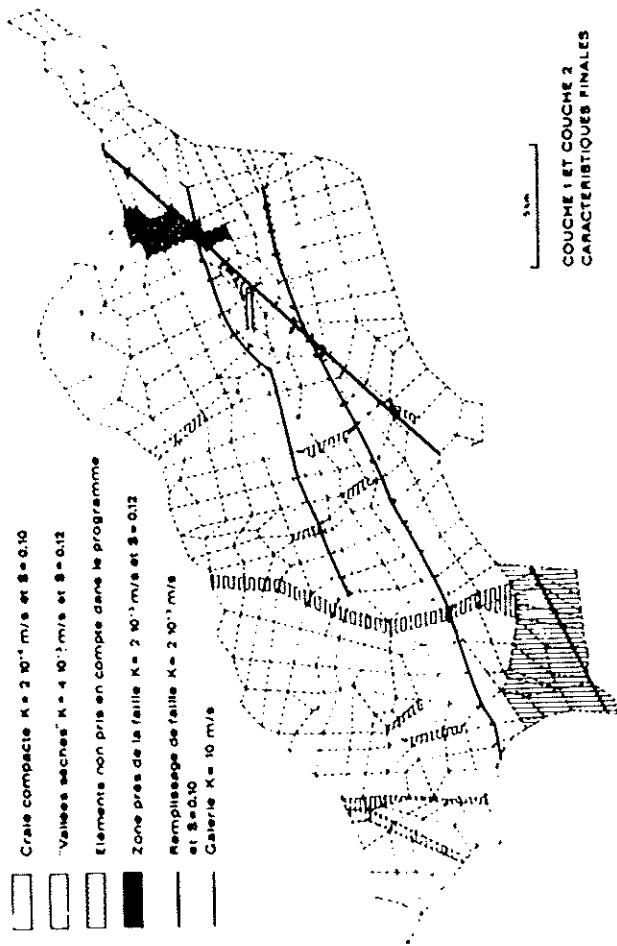 Craie compacte K = 2 10⁻⁴ m/s et S = 0.10
"Vallées sèches" K = 4 10⁻³ m/s et S = 0.12
Eléments non pris en compte dans le programme
Zone près de la faille K = 2 10⁻³ m/s et S = 0.12
Remplissage de faille K = 2 10⁻⁷ m/s
et S = 0.10
Galerie K = 10 m/s
km
COUCHE 1 ET COUCHE 2
CARACTERISTIQUES FINALES